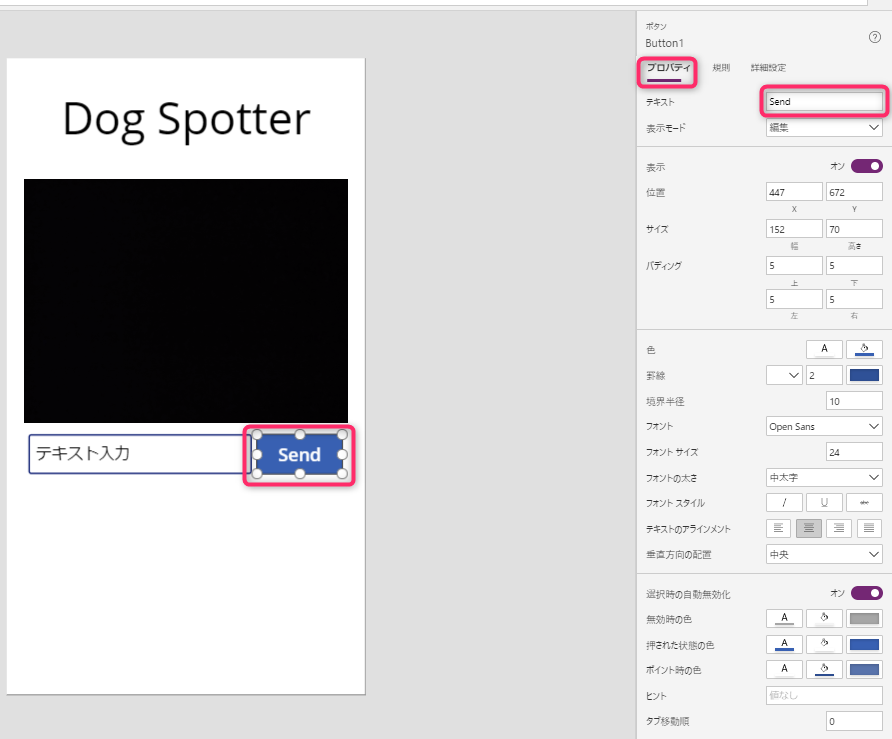 Dog Spotter
テキスト入力
Send
ボタン
Button1
?
プロパティ 規則 詳細設定
テキスト Send
表示モード 編集
表示 オン
位置 447 672
X Y
サイズ 152 70
幅 高さ
パディング 5 5
上 下
5 5
左 右
色 A
罫線 2
境界半径 10
フォント Open Sans
フォント サイズ 24
フォントの太さ 中太字
フォント スタイル / U abc
テキストのアラインメント
垂直方向の配置 中央
選択時の自動無効化 オン
無効時の色 A
押された状態の色 A
ポイント時の色 A
ヒント 値なし
タブ移動順 0